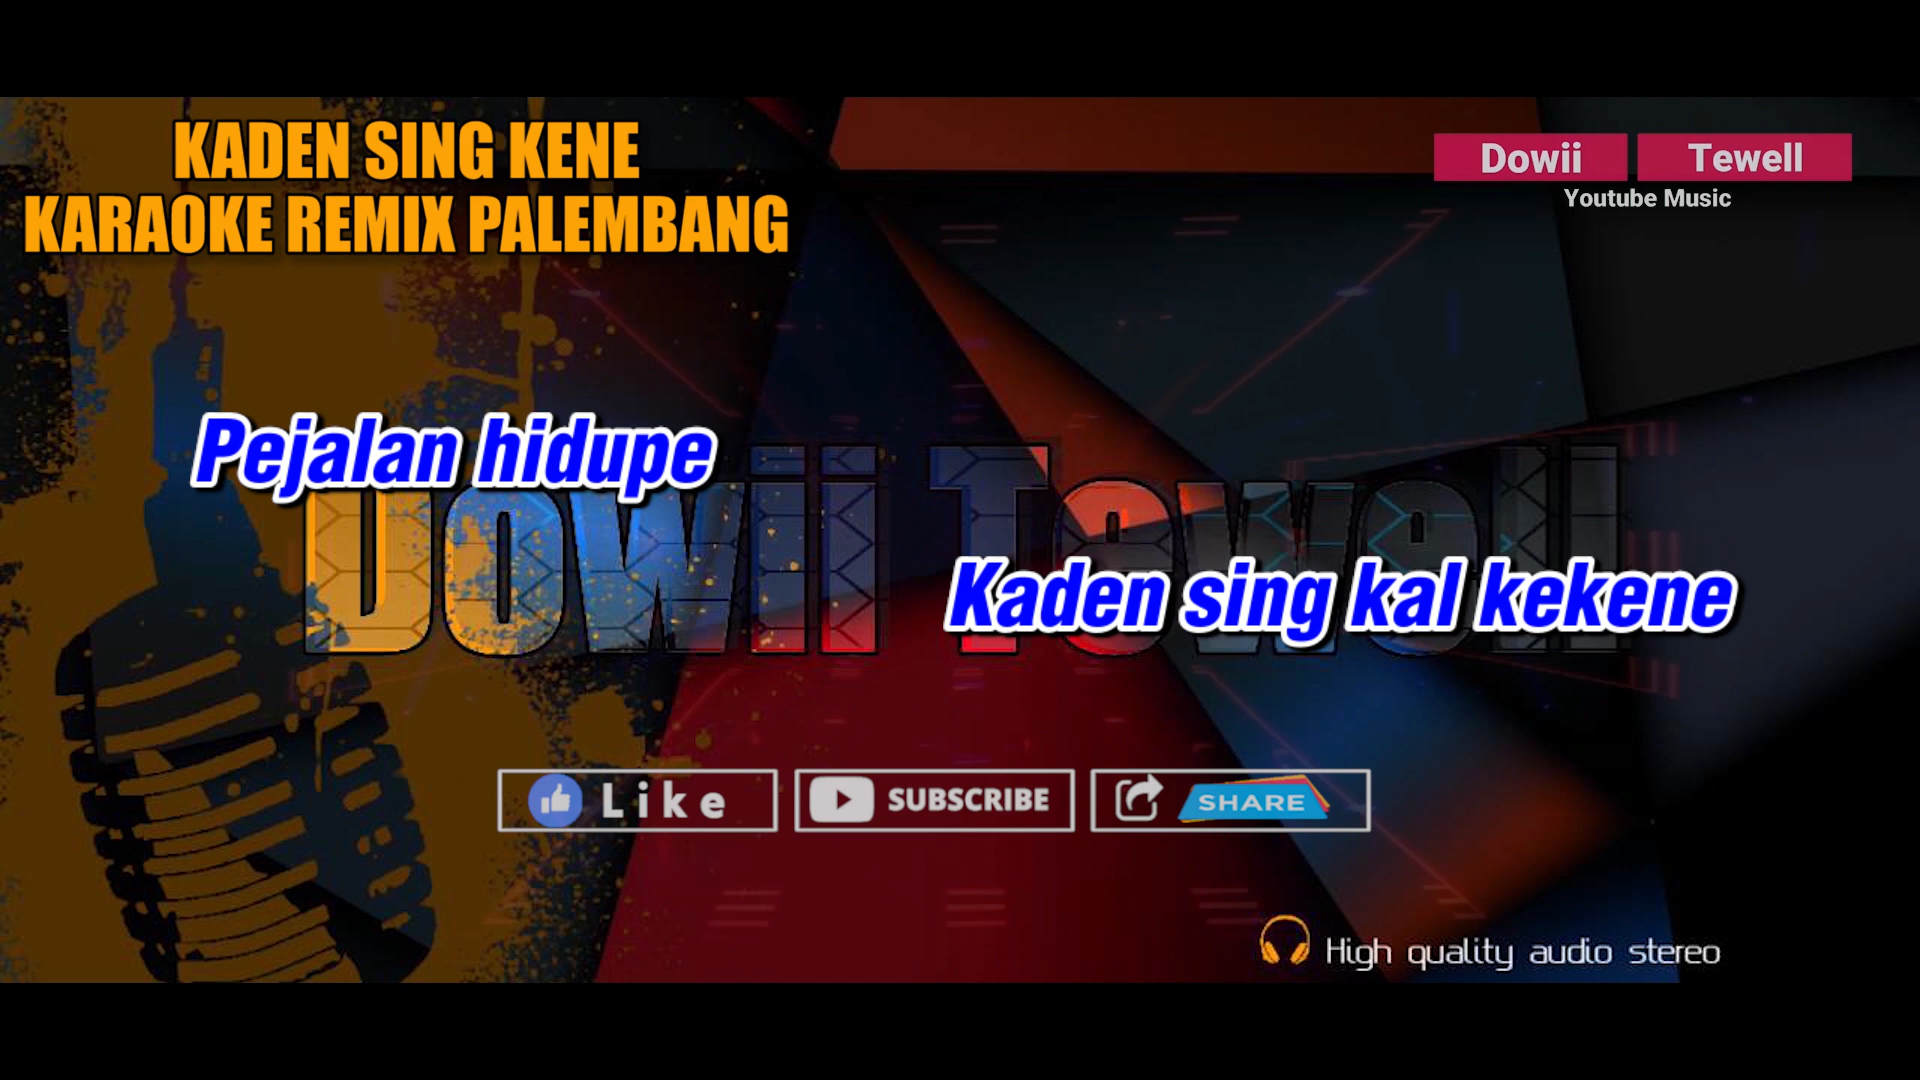 KADEN SING KENE
KARAOKE REMIX PALEMBANG
Dowii Tewell
Youtube Music
Pejalan hidupe
Dowii Tewell
Kaden sing kal kekene
Like SUBSCRIBE SHARE
High quality audio stereo